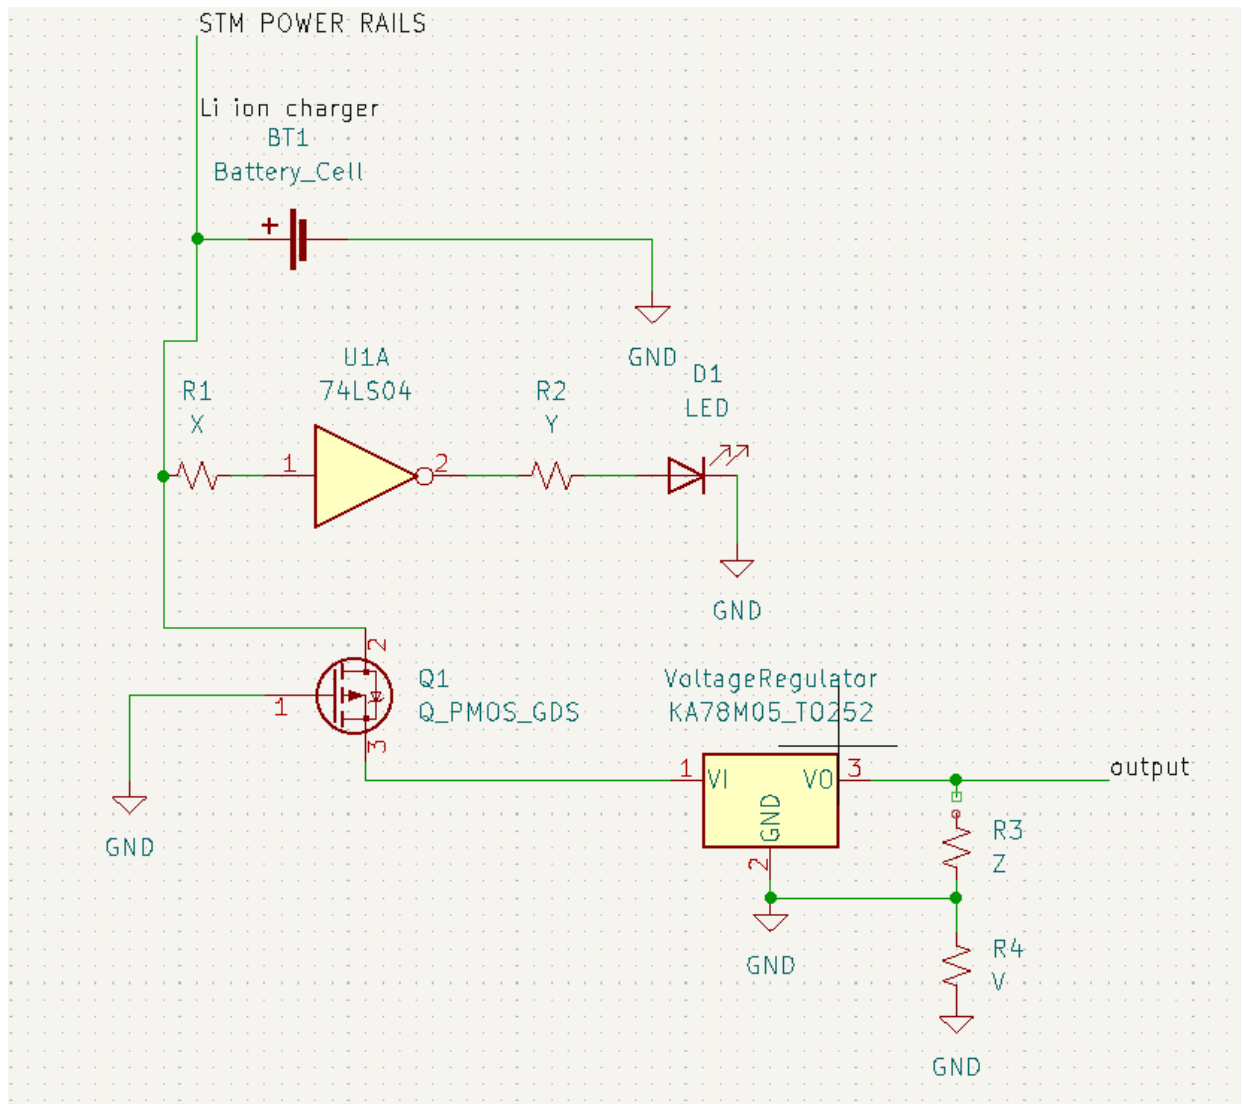 STM POWER RAILS
Li ion charger
BT1
Battery_Cell
+
GND
U1A
74LS04
R1
X
1
2
R2
Y
D1
LED
GND
2
Q1
Q_PMOS_GDS
1
3
GND
VoltageRegulator
KA78M05_TO252
1
VI
VO
3
GND
2
output
R3
Z
GND
R4
V
GND